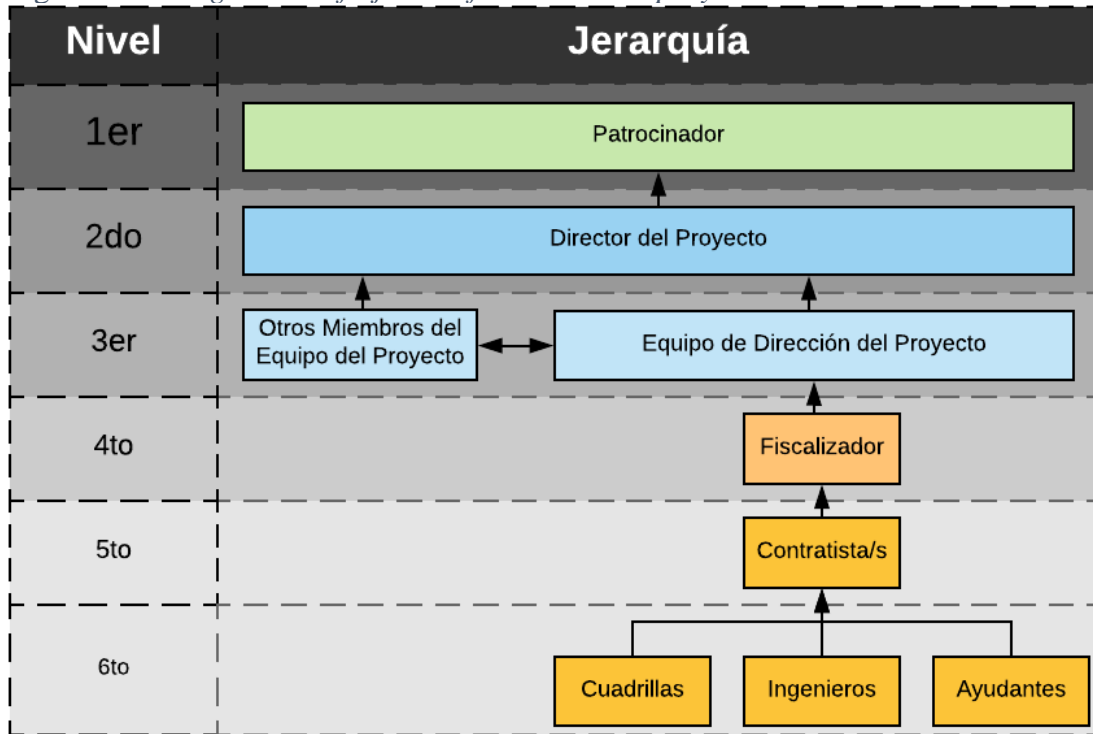 Nivel
Jerarquía
1er
Patrocinador
2do
Director del Proyecto
3er
Otros Miembros del
Equipo del Proyecto
Equipo de Dirección del Proyecto
4to
Fiscalizador
5to
Contratista/s
6to
Cuadrillas
Ingenieros
Ayudantes